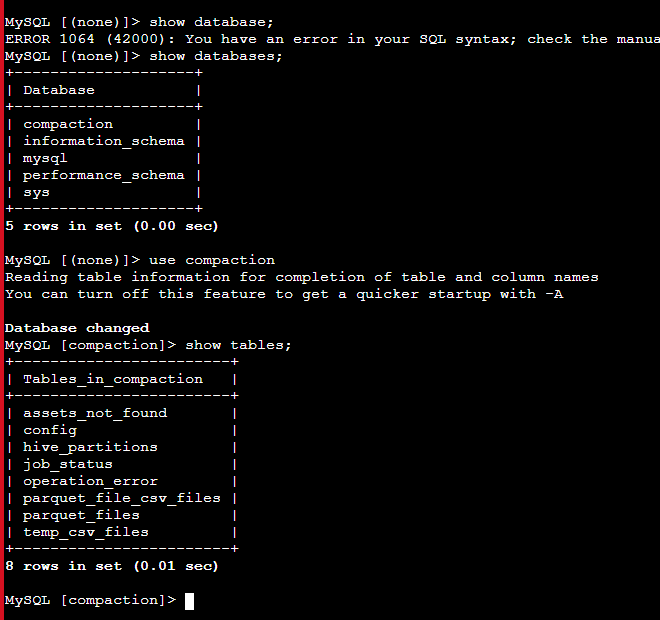 MySQL [(none)]> show database;
ERROR 1064 (42000): You have an error in your SQL syntax; check the manua
MySQL [(none)]> show databases;
+--------------------+
| Database           |
+--------------------+
| compaction         |
| information_schema |
| mysql              |
| performance_schema |
| sys                |
+--------------------+
5 rows in set (0.00 sec)
MySQL [(none)]> use compaction
Reading table information for completion of table and column names
You can turn off this feature to get a quicker startup with -A
Database changed
MySQL [compaction]> show tables;
+------------------------+
| Tables_in_compaction   |
+------------------------+
| assets_not_found       |
| config                 |
| hive_partitions        |
| job_status             |
| operation_error        |
| parquet_file_csv_files |
| parquet_files          |
| temp_csv_files         |
+------------------------+
8 rows in set (0.01 sec)
MySQL [compaction]>